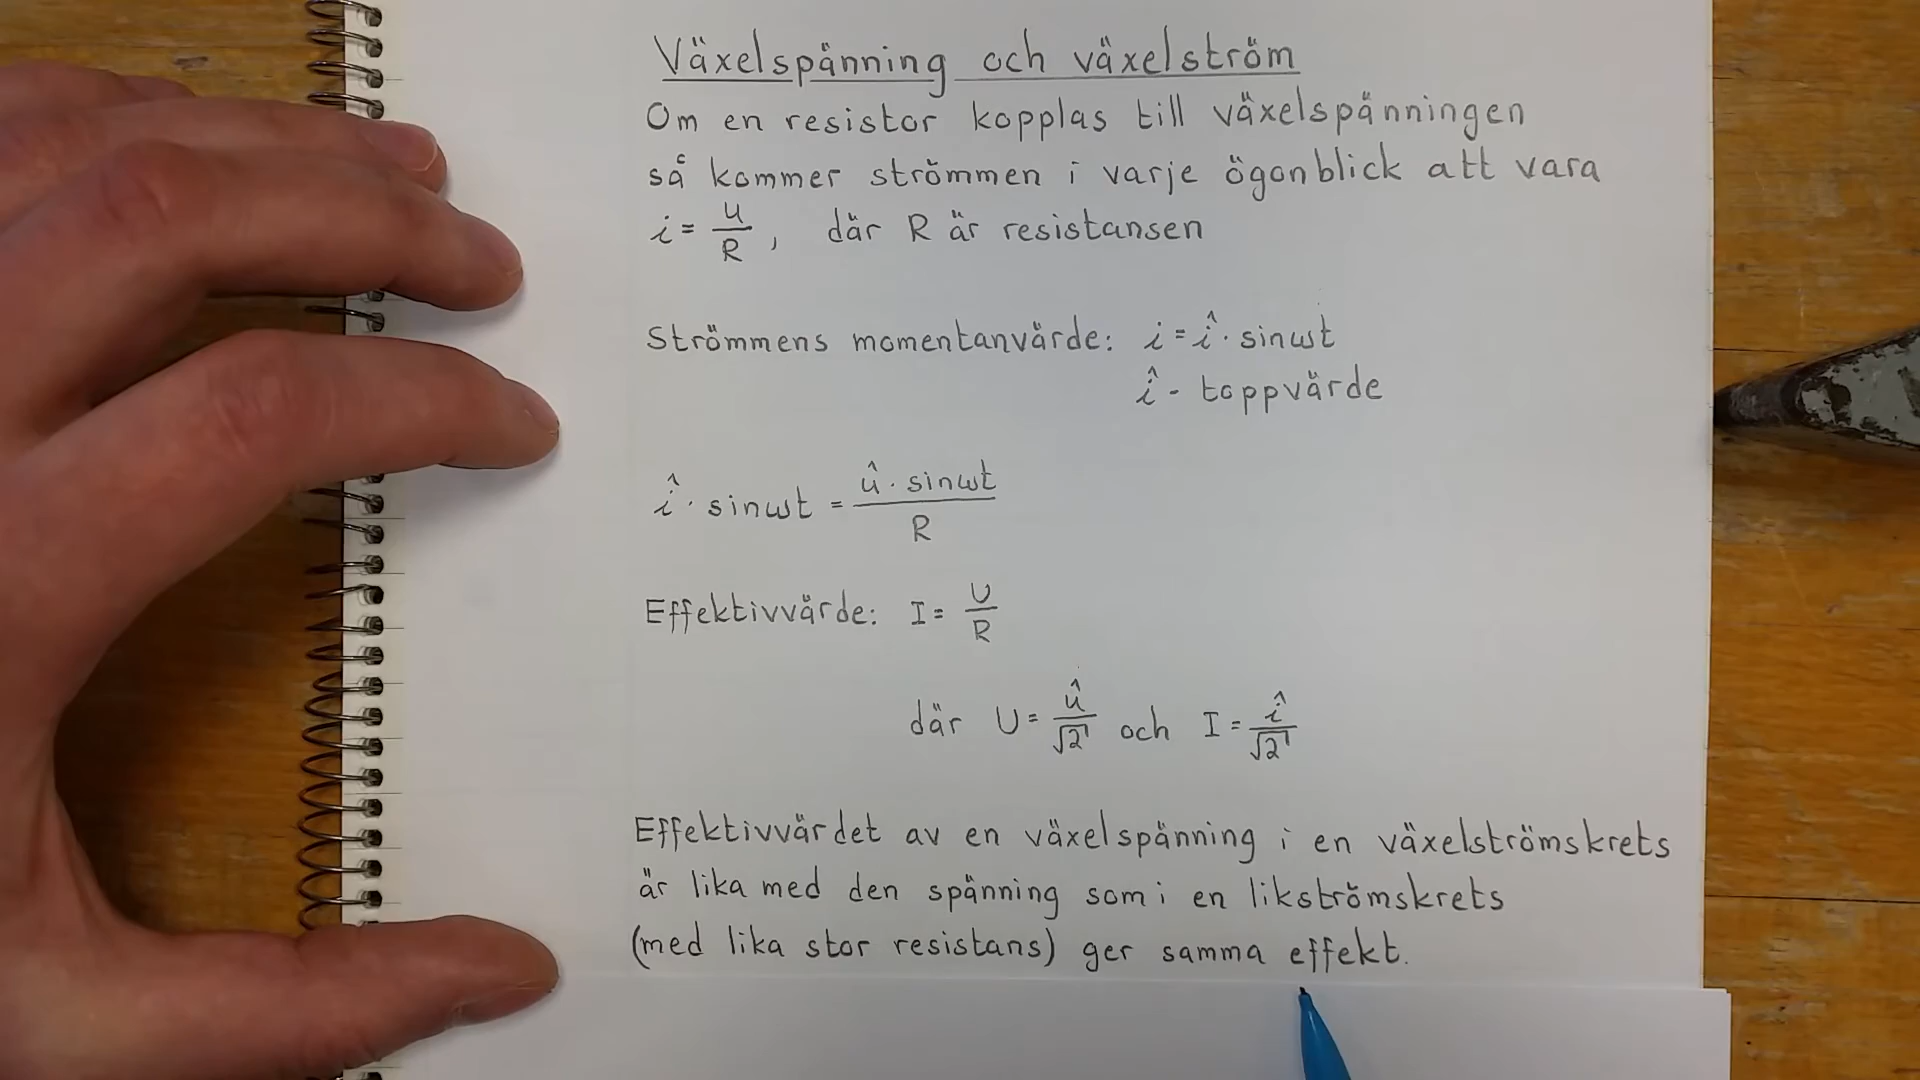 Växelspänning och växelström
Om en resistor kopplas till växelspänningen
så kommer strömmen i varje ögonblick att vara
i = u/R, där R är resistansen
Strömmens momentanvärde: i = î · sinωt
î - toppvärde
î · sinωt = û · sinωt / R
Effektivvärde: I = U/R
där U = û/√2 och I = î/√2
Effektivvärdet av en växelspänning i en växelströmskrets
är lika med den spänning som i en likströmskrets
(med lika stor resistans) ger samma effekt.